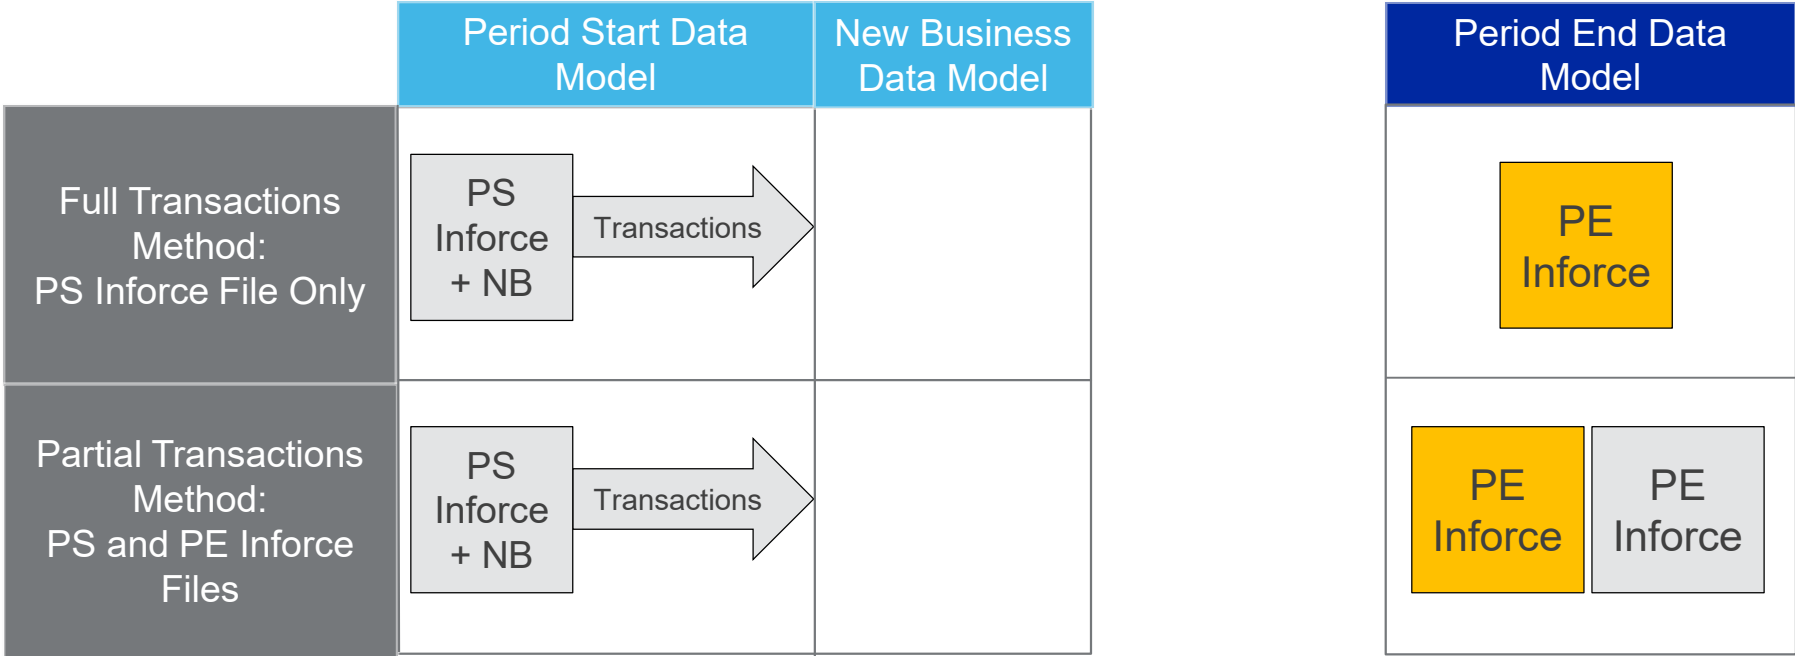 Period Start Data
Model
New Business
Data Model
Period End Data
Model
Full Transactions
Method:
PS Inforce File Only
PS
Inforce
+ NB
Transactions
PE
Inforce
Partial Transactions
Method:
PS and PE Inforce
Files
PS
Inforce
+ NB
Transactions
PE
Inforce
PE
Inforce